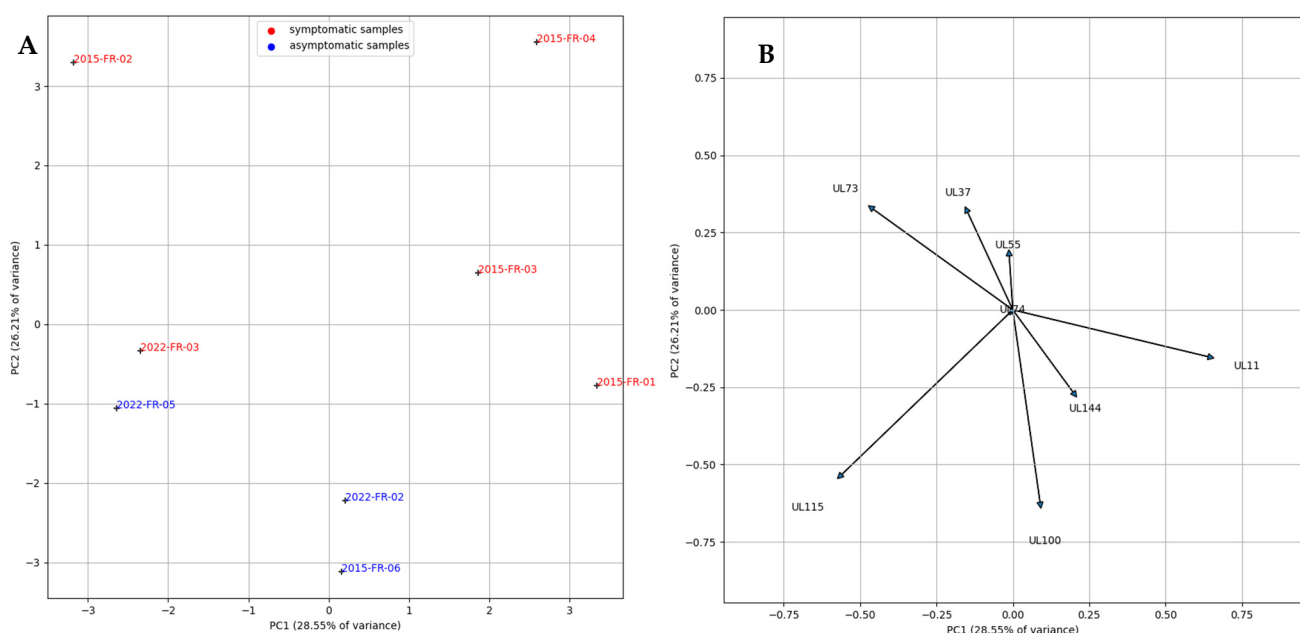 A
symptomatic samples
asymptomatic samples
2015-FR-04
2015-FR-02
2015-FR-03
2022-FR-03
2015-FR-01
2022-FR-05
2022-FR-02
2015-FR-06
3
2
1
0
−1
−2
−3
PC2 (26.21% of variance)
−3
−2
−1
0
1
2
3
PC1 (28.55% of variance)
B
0.75
0.50
0.25
0.00
−0.25
−0.50
−0.75
PC2 (26.21% of variance)
UL73
UL37
UL55
UL74
UL11
UL144
UL115
UL100
−0.75
−0.50
−0.25
0.00
0.25
0.50
0.75
PC1 (28.55% of variance)